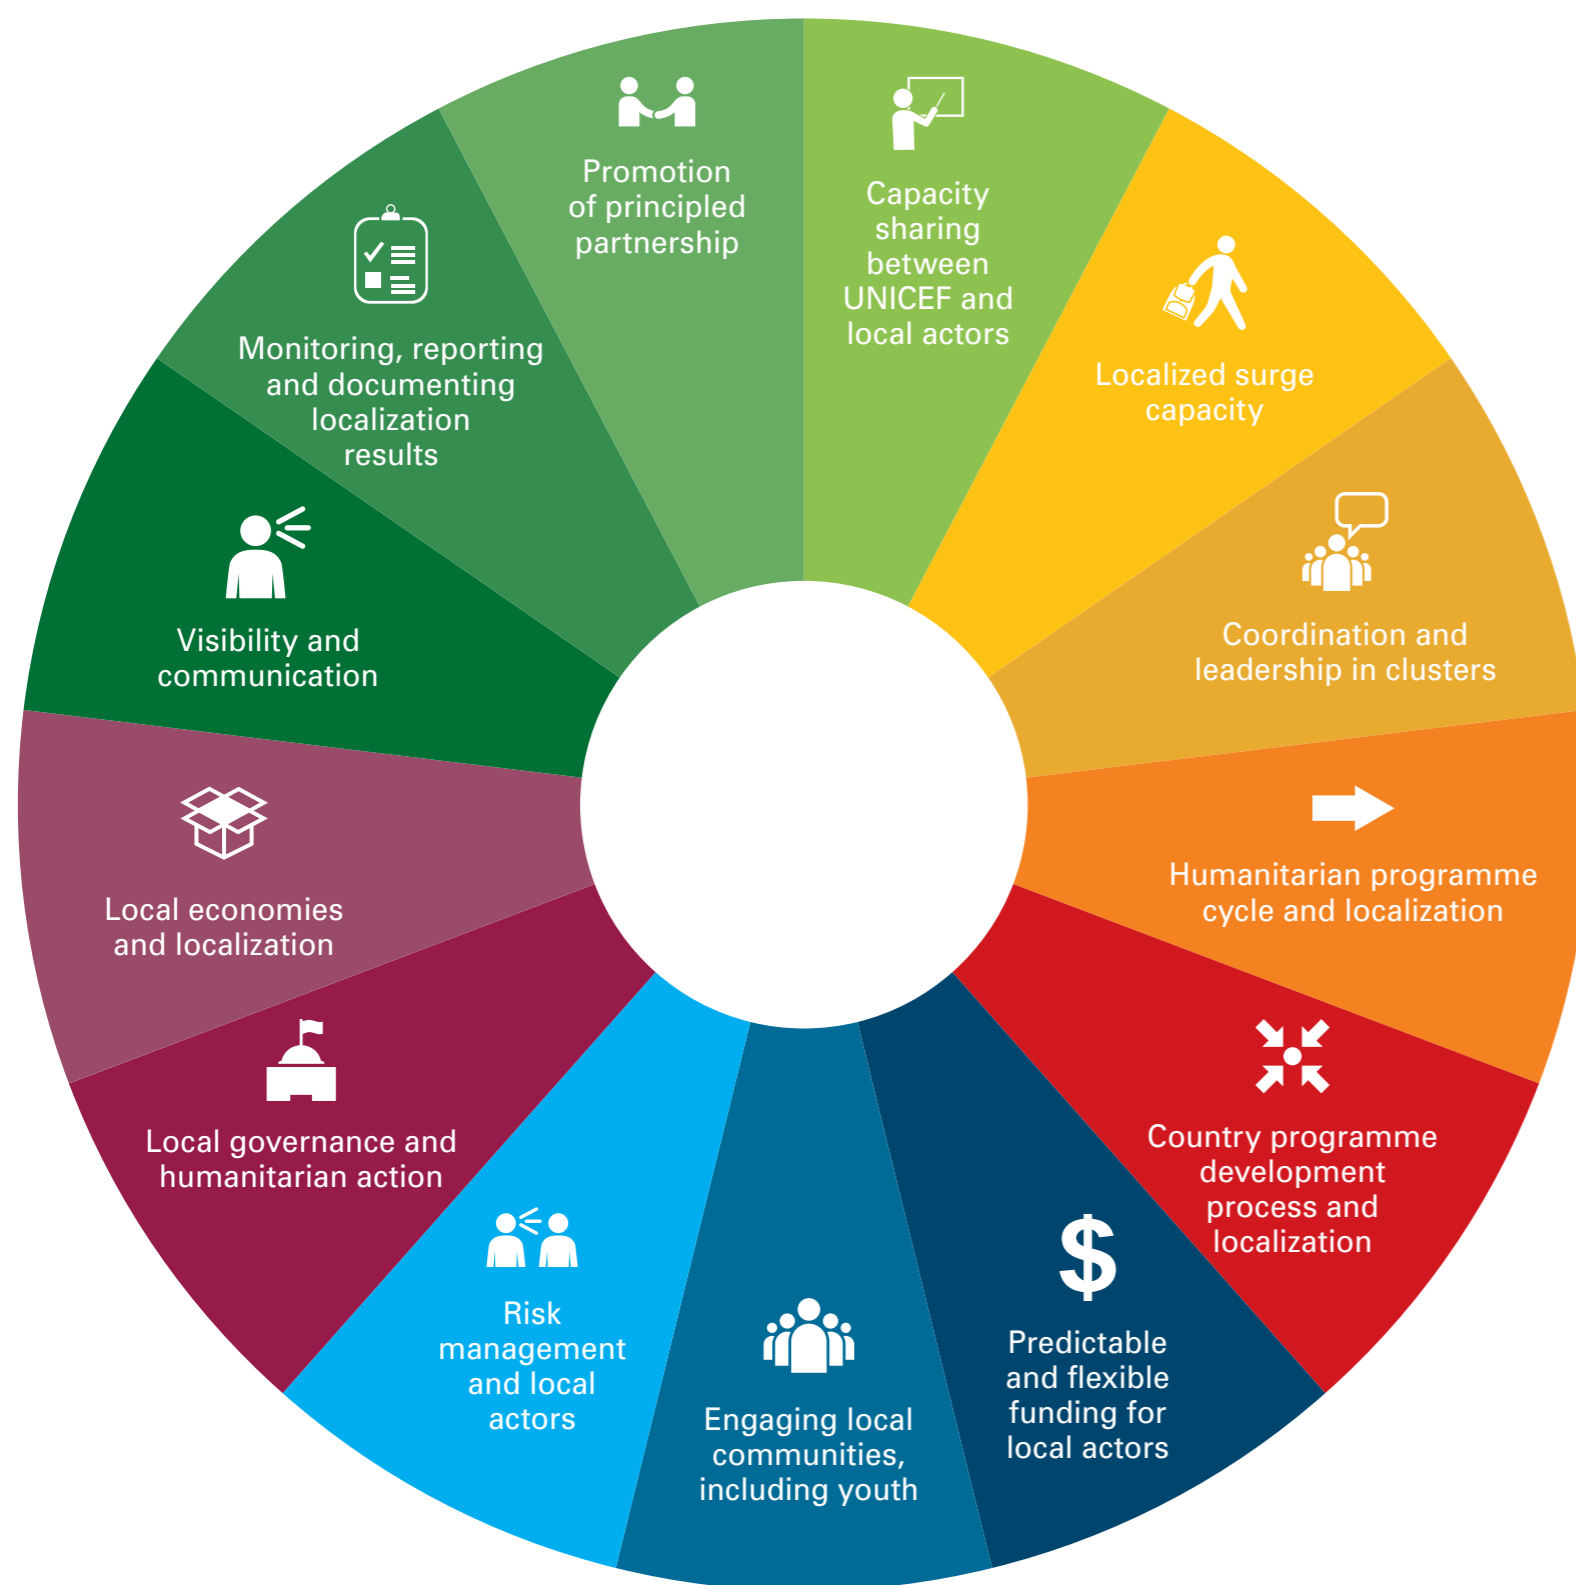 Promotion
of principled
partnership
Capacity
sharing
between
UNICEF and
local actors
Localized surge
capacity
Coordination and
leadership in clusters
Humanitarian programme
cycle and localization
Country programme
development
process and
localization
$
Predictable
and flexible
funding for
local actors
Engaging local
communities,
including youth
Risk
management
and local
actors
Local governance and
humanitarian action
Local economies
and localization
Visibility and
communication
Monitoring, reporting
and documenting
localization
results